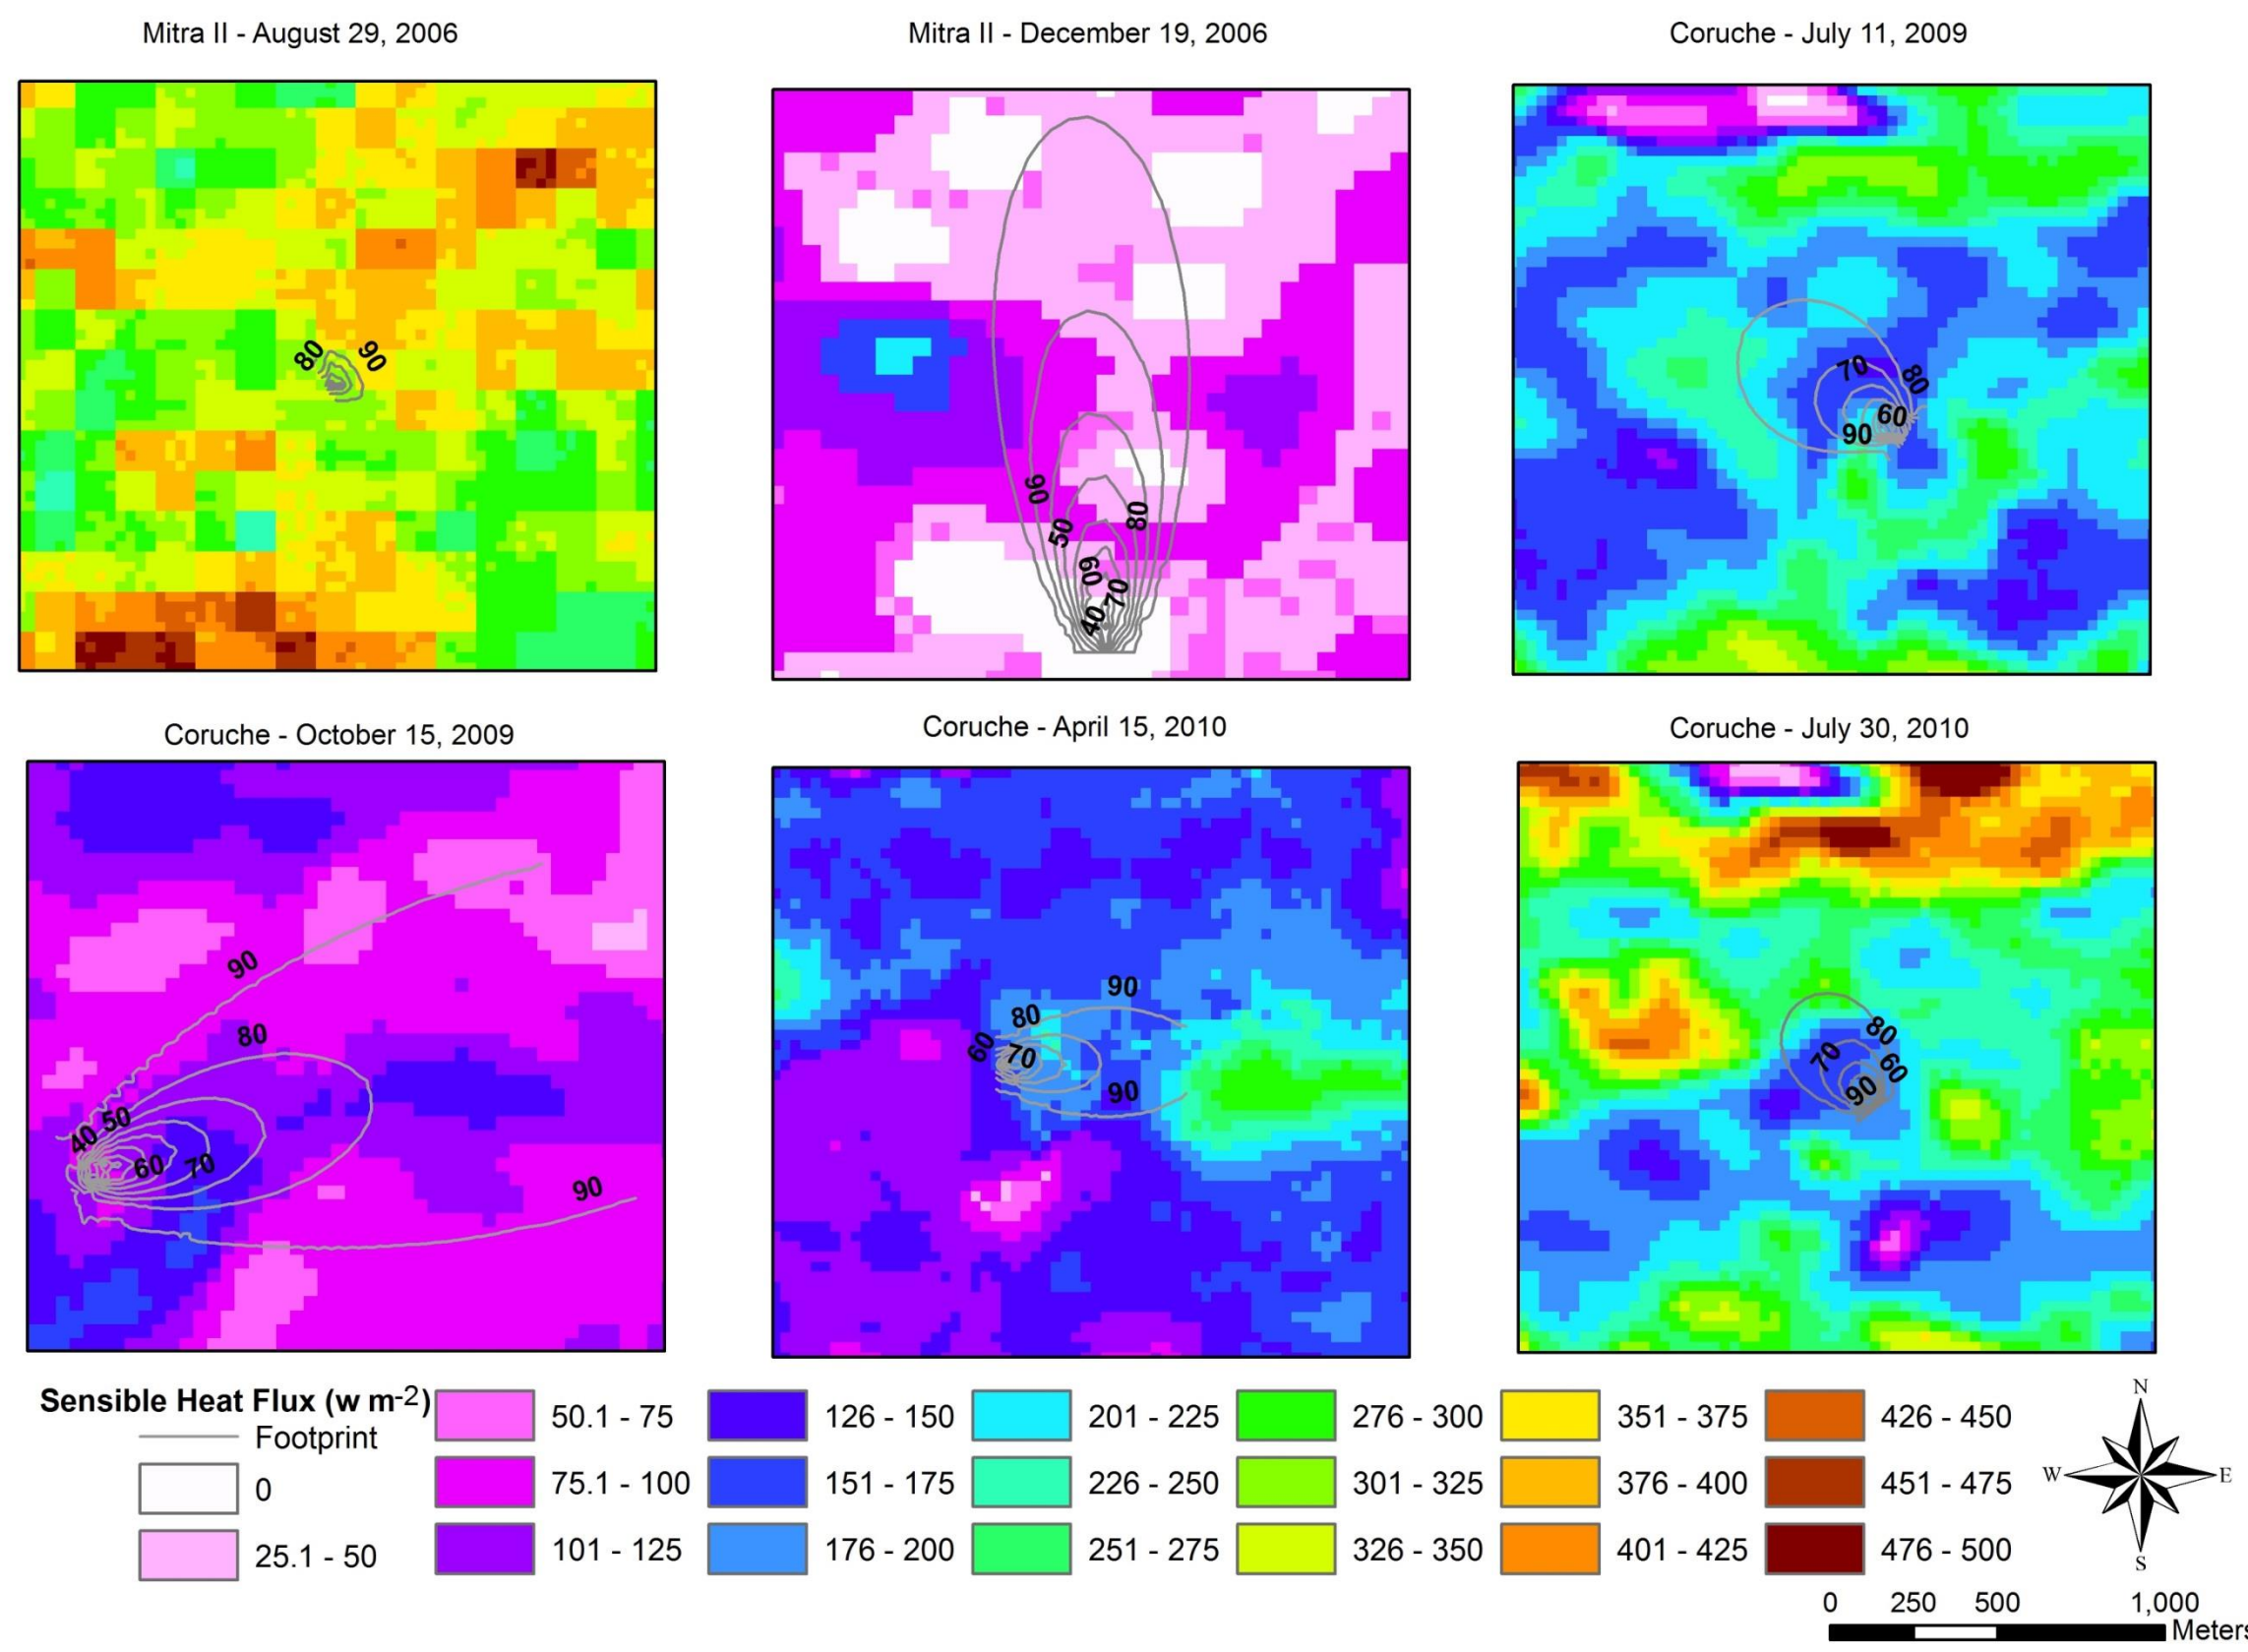 Mitra II - August 29, 2006
Mitra II - December 19, 2006
Coruche - July 11, 2009
80 90
90 50 80 60 70 40
70 80 60 90
Coruche - October 15, 2009
Coruche - April 15, 2010
Coruche - July 30, 2010
90 80 50 40 60 70 90
90 80 60 70 90
80 70 60 90
Sensible Heat Flux (w m-2)
Footprint
0
25.1 - 50
50.1 - 75
75.1 - 100
101 - 125
126 - 150
151 - 175
176 - 200
201 - 225
226 - 250
251 - 275
276 - 300
301 - 325
326 - 350
351 - 375
376 - 400
401 - 425
426 - 450
451 - 475
476 - 500
N
W E
S
0 250 500 1,000
Meters